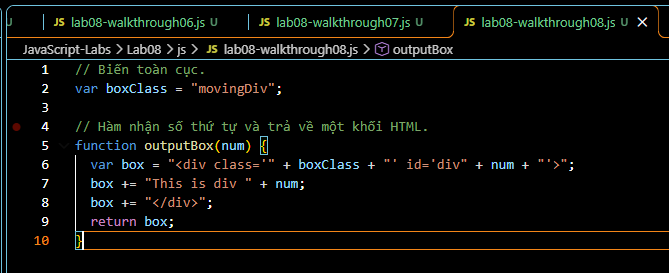 U JS lab08-walkthrough06.js U JS lab08-walkthrough07.js U JS lab08-walkthrough08.js U
JavaScript-Labs > Lab08 > js > JS lab08-walkthrough08.js > outputBox
1 // Biến toàn cục.
2 var boxClass = "movingDiv";
3
4 // Hàm nhận số thứ tự và trả về một khối HTML.
5 function outputBox(num) {
6 var box = "<div class='" + boxClass + "' id='div" + num + "'>";
7 box += "This is div " + num;
8 box += "</div>";
9 return box;
10 }